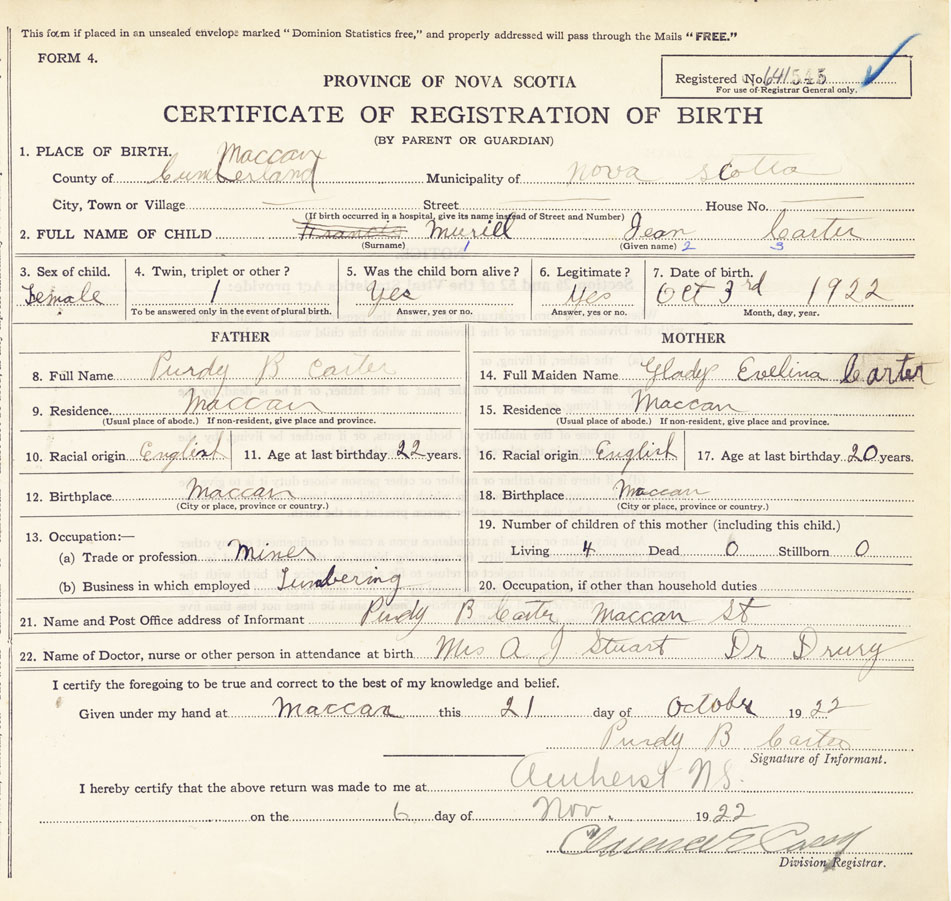 This form if placed in an unsealed envelope marked "Dominion Statistics free," and properly addressed will pass through the Mails "FREE."
FORM 4.
Registered No. 641
For use of Registrar General only.
PROVINCE OF NOVA SCOTIA
CERTIFICATE OF REGISTRATION OF BIRTH
(BY PARENT OR GUARDIAN)
1. PLACE OF BIRTH. Maccan
County of Cumberland Municipality of Nova Scotia
City, Town or Village Street House No.
(If birth occurred in a hospital, give its name instead of Street and Number)
2. FULL NAME OF CHILD Francis Muriel Jean Carter
(Surname) 1 (Given name) 2 3
3. Sex of child. 4. Twin, triplet or other? 5. Was the child born alive? 6. Legitimate? 7. Date of birth.
Female 1 Yes Yes Oct 3rd 1922
To be answered only in the event of plural birth. Answer, yes or no. Answer, yes or no. Month, day, year.
FATHER MOTHER
8. Full Name Purdy B Carter 14. Full Maiden Name Glady Evelina Carter
9. Residence Maccan 15. Residence Maccan
(Usual place of abode.) If non-resident, give place and province. (Usual place of abode.) If non-resident, give place and province.
10. Racial origin English 11. Age at last birthday 22 years. 16. Racial origin English 17. Age at last birthday 20 years.
12. Birthplace Maccan 18. Birthplace Maccan
(City or place, province or country.) (City or place, province or country.)
19. Number of children of this mother (including this child.)
13. Occupation:—
(a) Trade or profession Miner Living 4 Dead 0 Stillborn 0
(b) Business in which employed Lumbering 20. Occupation, if other than household duties
21. Name and Post Office address of Informant Purdy B Carter Maccan St
22. Name of Doctor, nurse or other person in attendance at birth Mrs A J Stuart Dr Drury
I certify the foregoing to be true and correct to the best of my knowledge and belief.
Given under my hand at Maccan this 21 day of October 1922
Purdy B Carter
Signature of Informant.
I hereby certify that the above return was made to me at Amherst N.S.
on the 6 day of Nov. 1922
Clarence E
Division Registrar.